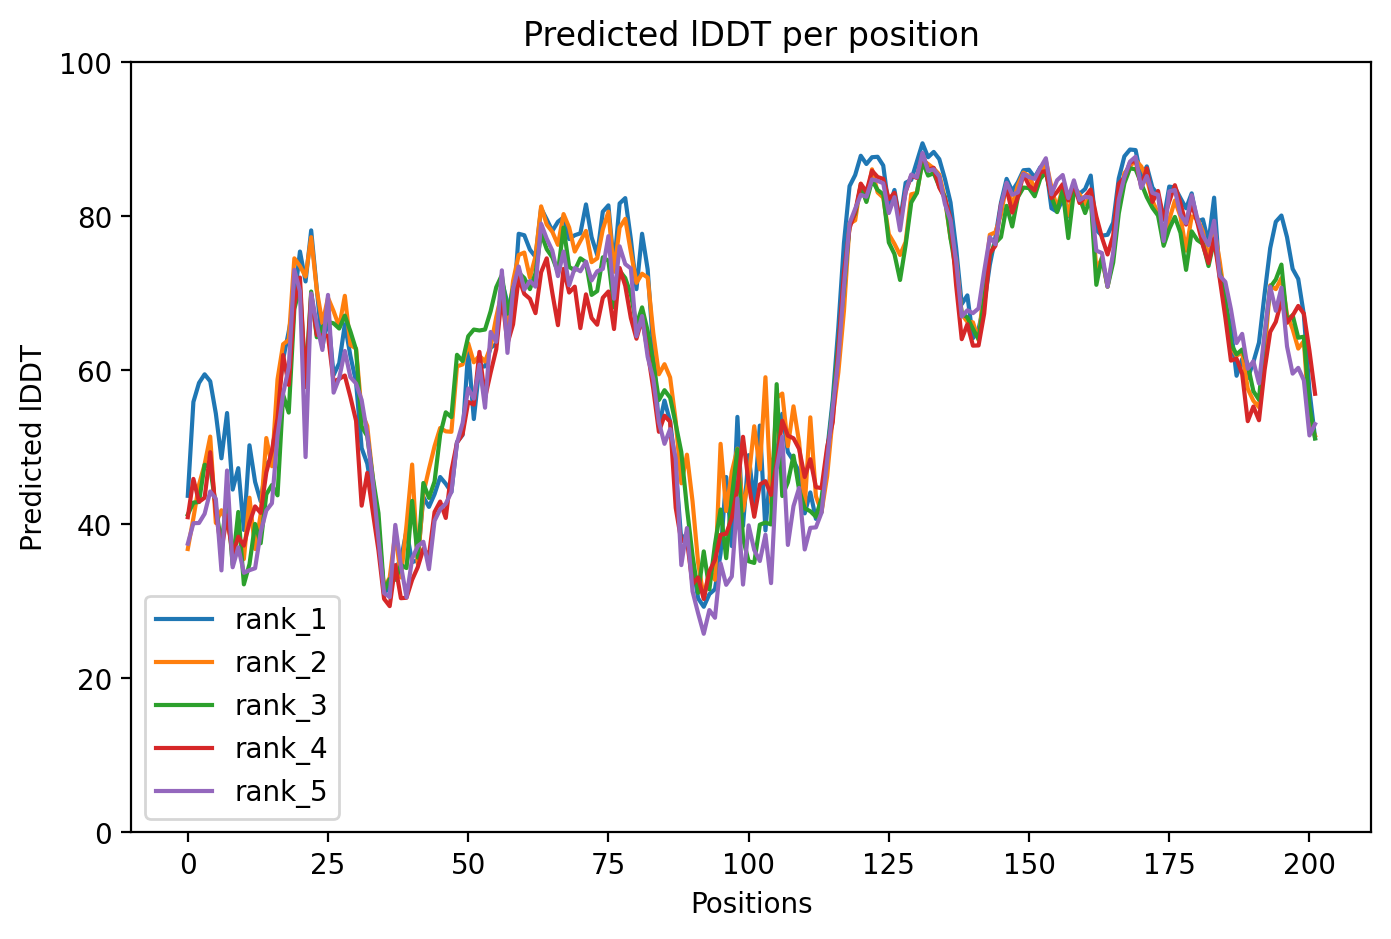 Predicted lDDT per position
Predicted lDDT
100
80
60
40
20
0
rank_1
rank_2
rank_3
rank_4
rank_5
0 25 50 75 100 125 150 175 200
Positions